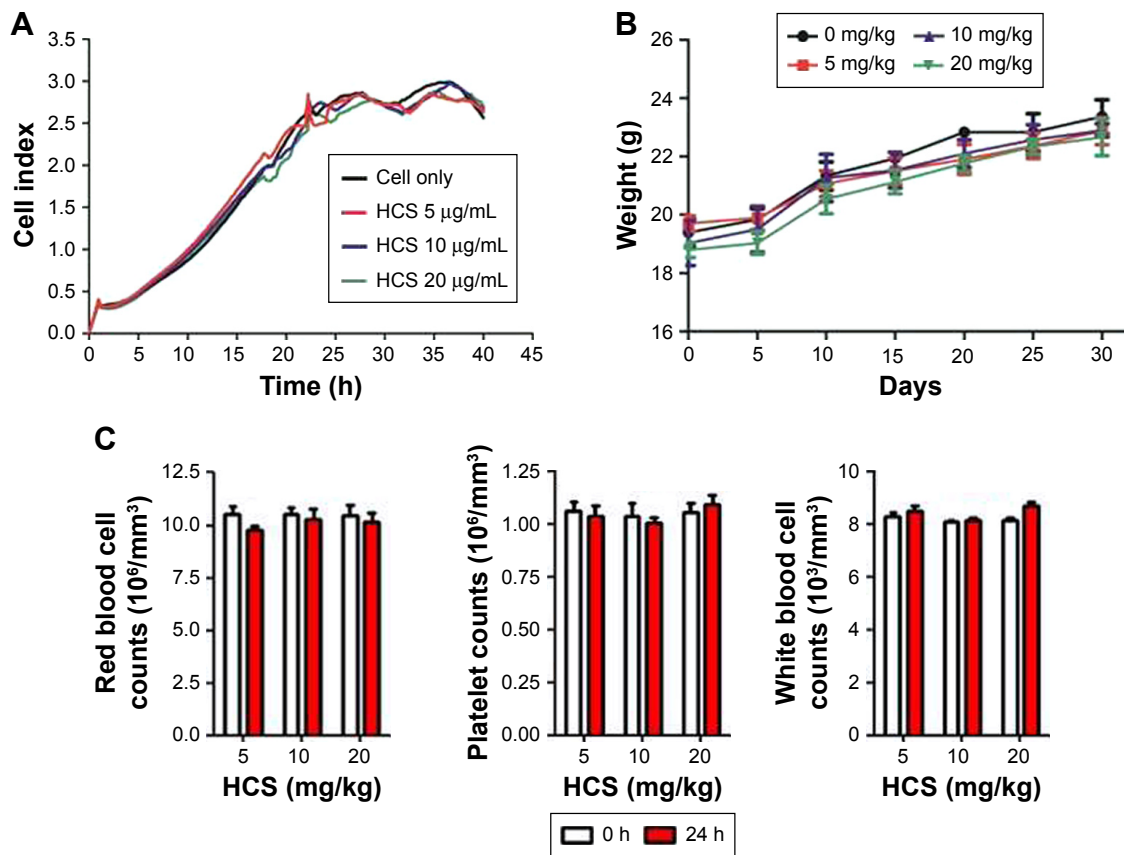 A
3.5
3.0
2.5
2.0
1.5
1.0
0.5
0.0
Cell index
0 5 10 15 20 25 30 35 40 45
Time (h)
Cell only
HCS 5 µg/mL
HCS 10 µg/mL
HCS 20 µg/mL
B
0 mg/kg 10 mg/kg
5 mg/kg 20 mg/kg
26
24
22
20
18
16
Weight (g)
0 5 10 15 20 25 30
Days
C
Red blood cell
counts (10⁶/mm³)
12.5
10.0
7.5
5.0
2.5
0.0
5 10 20
HCS (mg/kg)
Platelet counts (10⁶/mm³)
1.25
1.00
0.75
0.50
0.25
0.00
5 10 20
HCS (mg/kg)
White blood cell
counts (10³/mm³)
10
8
6
4
2
0
5 10 20
HCS (mg/kg)
0 h 24 h